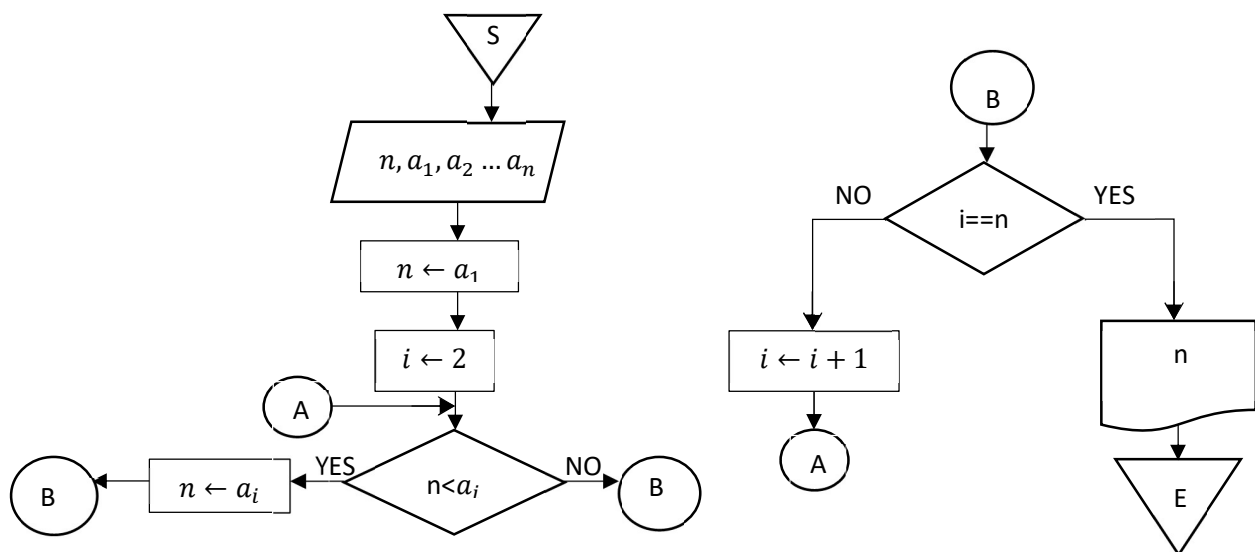 S
n, a₁, a₂ … aₙ
n ← a₁
i ← 2
A
n<aᵢ
YES
NO
n ← aᵢ
B
B
B
i==n
NO
YES
i ← i + 1
A
n
E